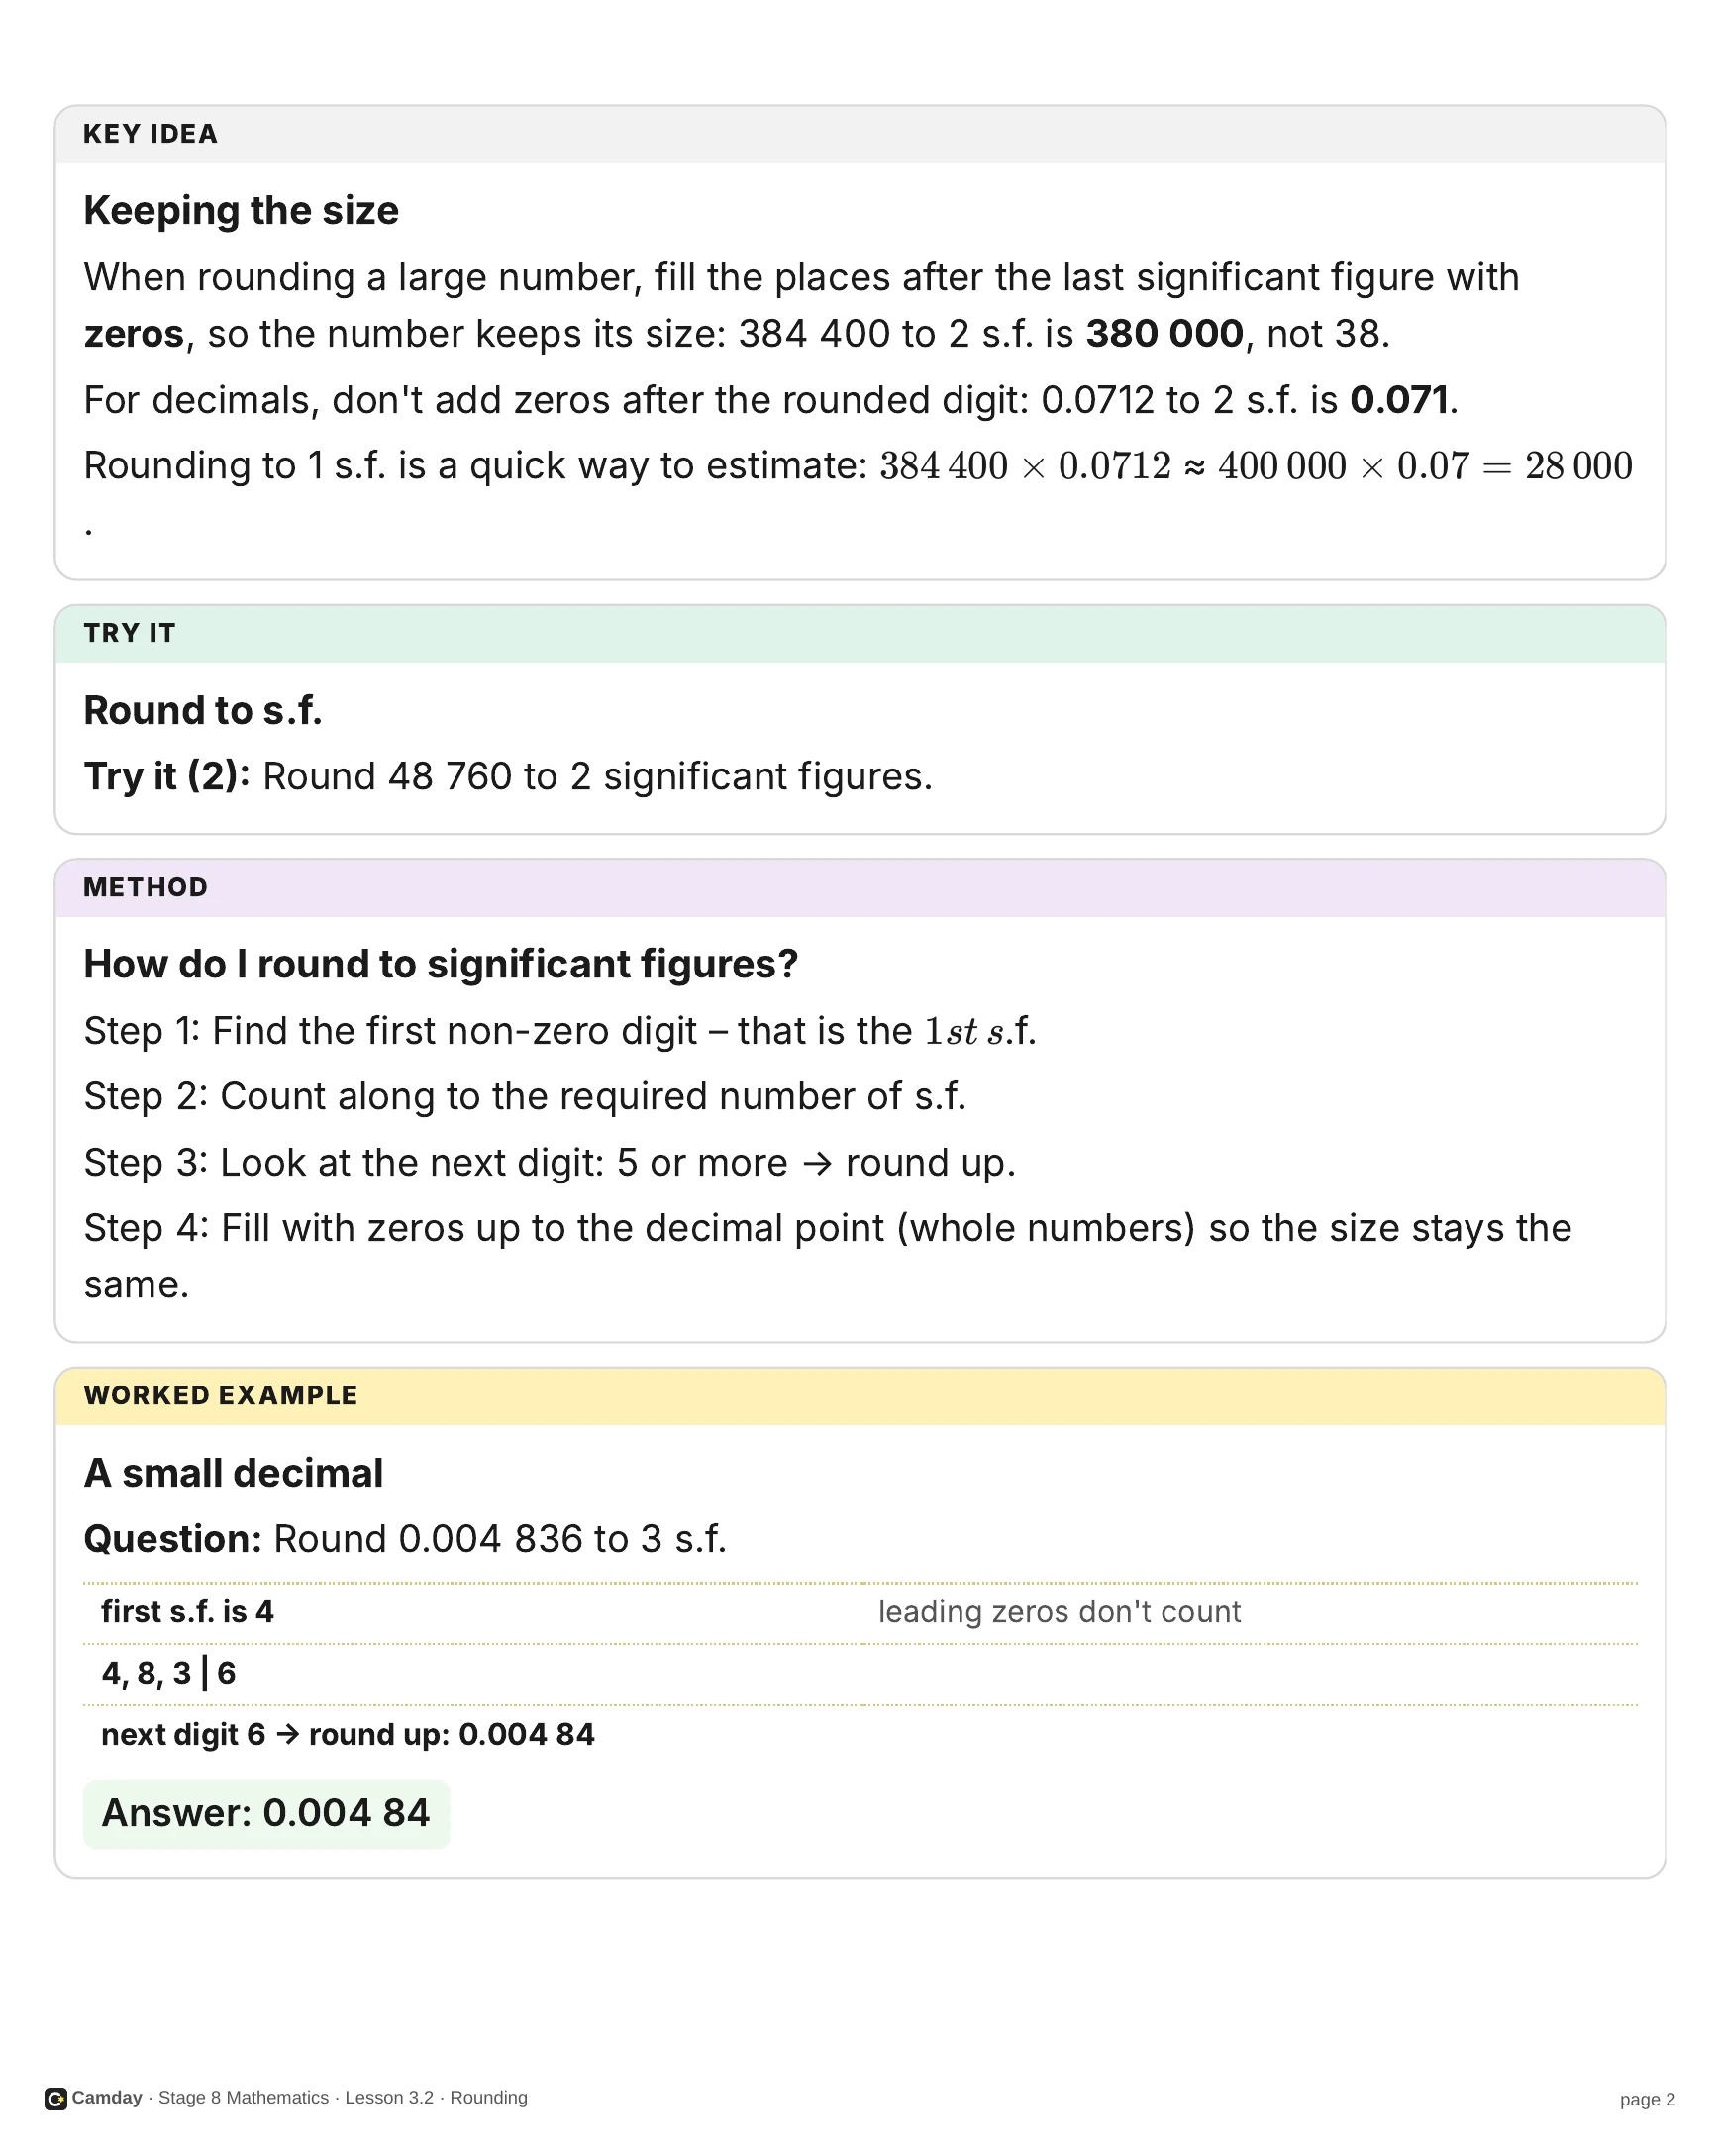 KEY IDEA
Keeping the size
When rounding a large number, fill the places after the last significant figure with
zeros, so the number keeps its size: 384 400 to 2 s.f. is 380 000, not 38.
For decimals, don't add zeros after the rounded digit: 0.0712 to 2 s.f. is 0.071.
Rounding to 1 s.f. is a quick way to estimate: 384 400 × 0.0712 ≈ 400 000 × 0.07 = 28 000
.
TRY IT
Round to s.f.
Try it (2): Round 48 760 to 2 significant figures.
METHOD
How do I round to significant figures?
Step 1: Find the first non-zero digit – that is the 1st s.f.
Step 2: Count along to the required number of s.f.
Step 3: Look at the next digit: 5 or more → round up.
Step 4: Fill with zeros up to the decimal point (whole numbers) so the size stays the
same.
WORKED EXAMPLE
A small decimal
Question: Round 0.004 836 to 3 s.f.
first s.f. is 4 leading zeros don't count
4, 8, 3 | 6
next digit 6 → round up: 0.004 84
Answer: 0.004 84
Camday · Stage 8 Mathematics · Lesson 3.2 · Rounding page 2